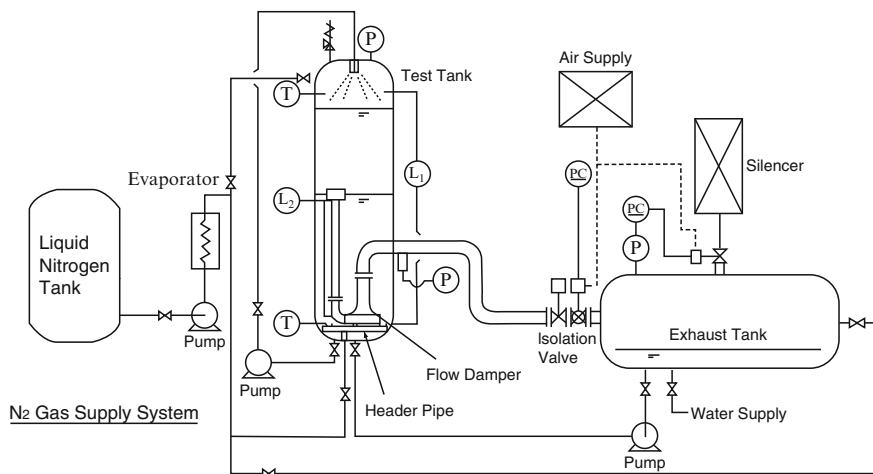 P
Test Tank
T
Air Supply
Silencer
Evaporator
L1
PC
L2
PC
P
Liquid
Nitrogen
Tank
P
T
Pump
Isolation
Valve
Exhaust Tank
Pump
Flow Damper
Header Pipe
N2 Gas Supply System
Water Supply
Pump